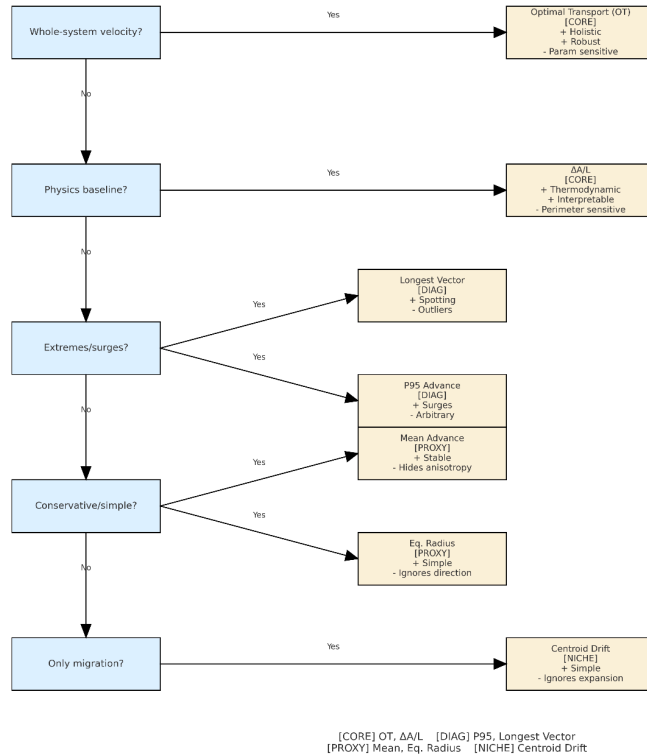 Whole-system velocity?
Yes
Optimal Transport (OT)
[CORE]
+ Holistic
+ Robust
- Param sensitive
No
Physics baseline?
Yes
ΔA/L
[CORE]
+ Thermodynamic
+ Interpretable
- Perimeter sensitive
No
Extremes/surges?
Yes
Longest Vector
[DIAG]
+ Spotting
- Outliers
Yes
P95 Advance
[DIAG]
+ Surges
- Arbitrary
No
Conservative/simple?
Yes
Mean Advance
[PROXY]
+ Stable
- Hides anisotropy
Yes
Eq. Radius
[PROXY]
+ Simple
- Ignores direction
No
Only migration?
Yes
Centroid Drift
[NICHE]
+ Simple
- Ignores expansion
[CORE] OT, ΔA/L [DIAG] P95, Longest Vector
[PROXY] Mean, Eq. Radius [NICHE] Centroid Drift